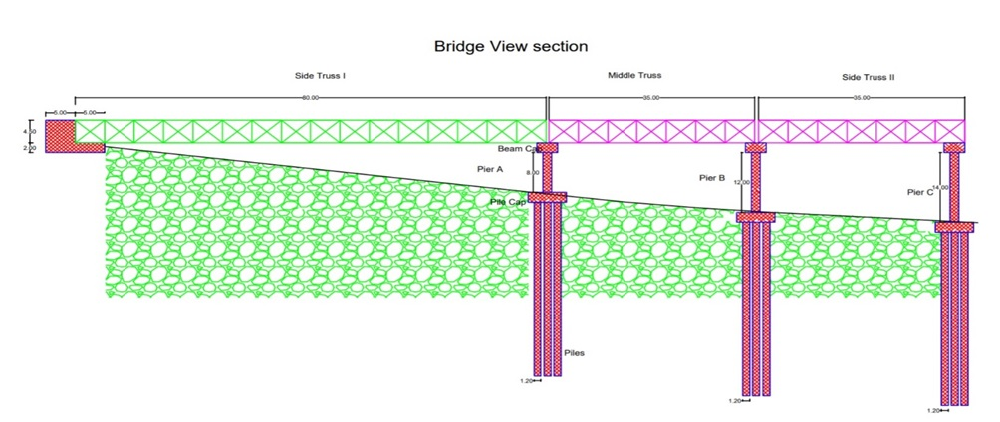 Bridge View section
Side Truss I
Middle Truss
Side Truss II
80.00
35.00
35.00
5.00
5.00
4.50
2.00
Beam Cap
Pier A
8.00
Pile Cap
Pier B
12.00
Pier C
14.00
Piles
1.20
1.20
1.20